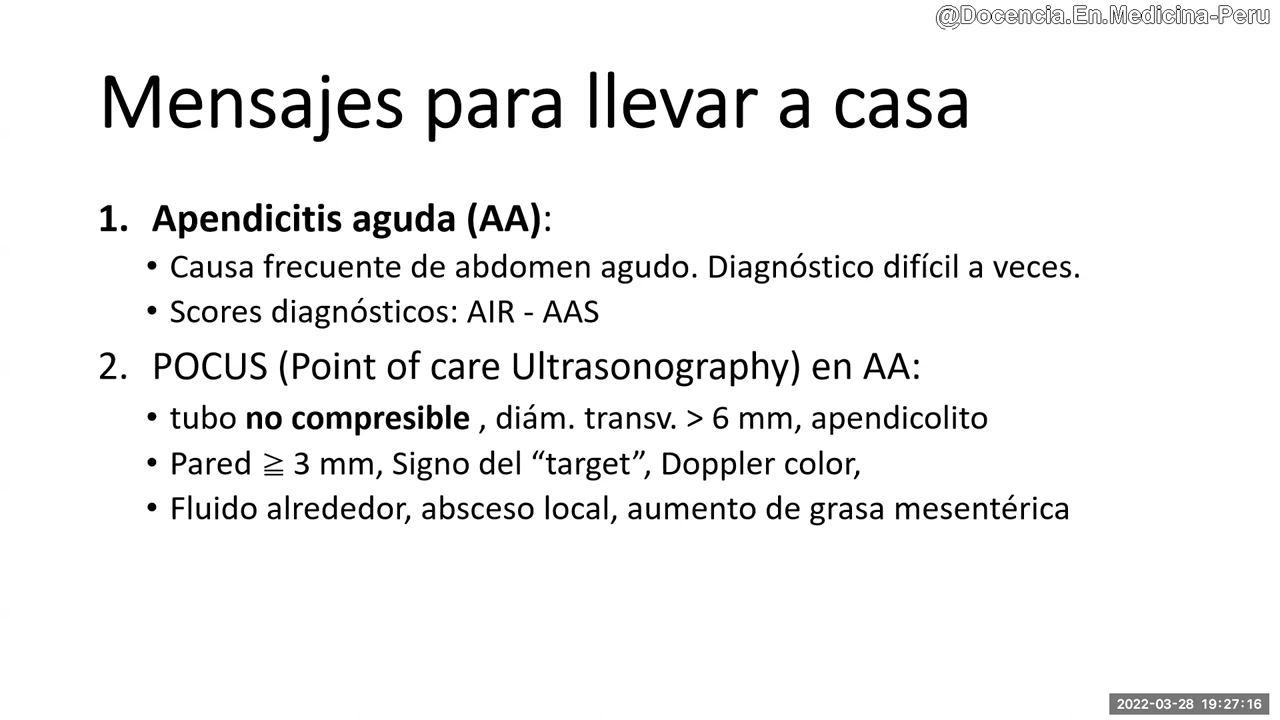 @Docencia.En.Medicina-Peru
Mensajes para llevar a casa
1. Apendicitis aguda (AA):
• Causa frecuente de abdomen agudo. Diagnóstico difícil a veces.
• Scores diagnósticos: AIR - AAS
2. POCUS (Point of care Ultrasonography) en AA:
• tubo no compresible , diám. transv. > 6 mm, apendicolito
• Pared ≧ 3 mm, Signo del “target”, Doppler color,
• Fluido alrededor, absceso local, aumento de grasa mesentérica
2022-03-28 19:27:16